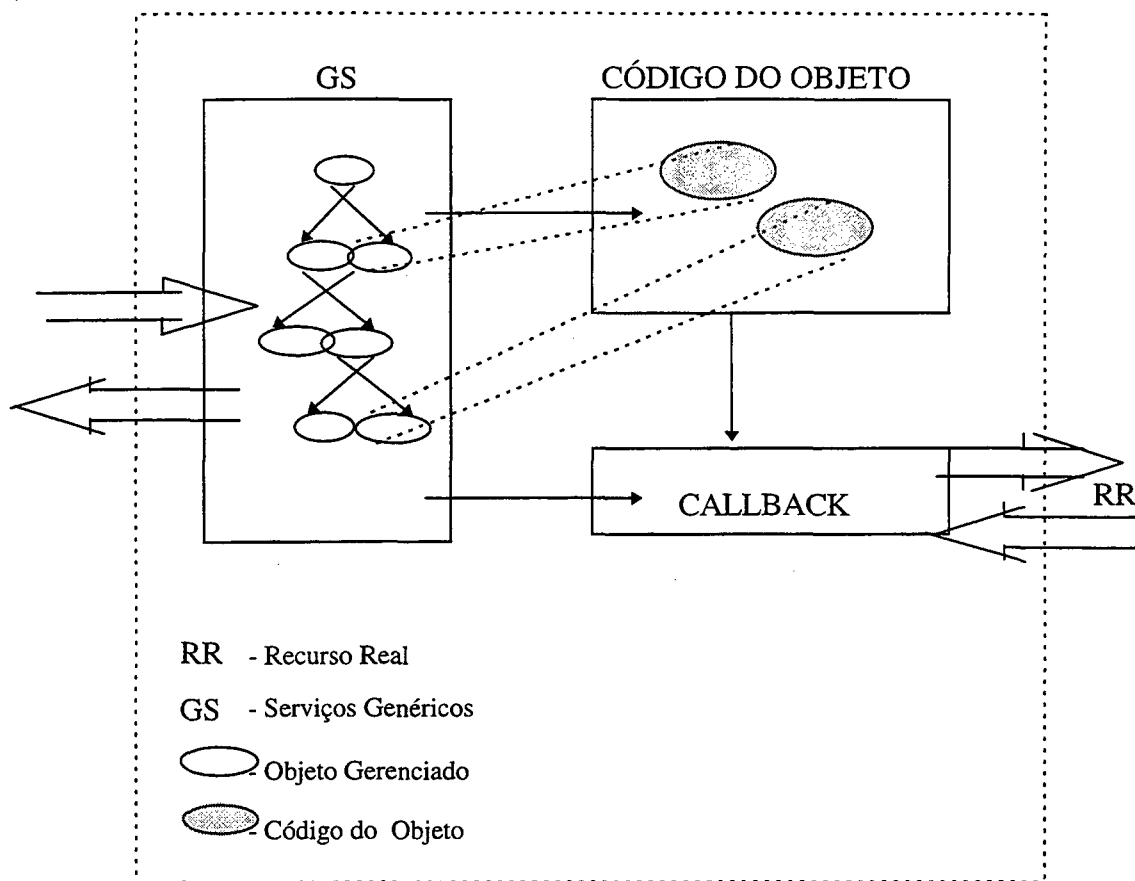 GS
CÓDIGO DO OBJETO
CALLBACK
RR
RR - Recurso Real
GS - Serviços Genéricos
- Objeto Gerenciado
- Código do Objeto